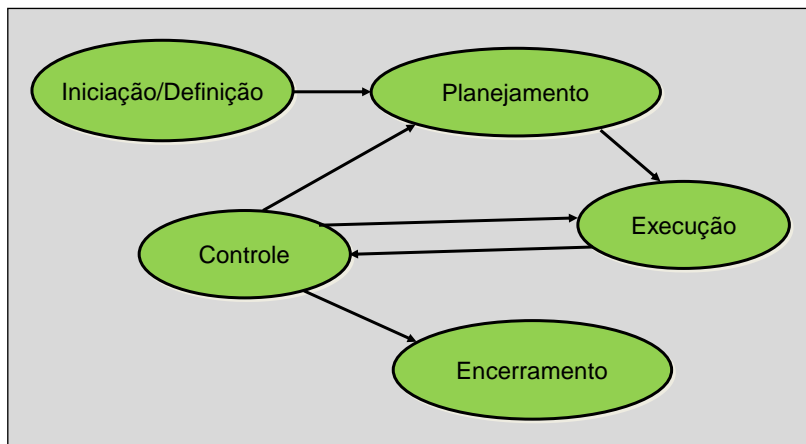 Iniciação/Definição
Planejamento
Execução
Controle
Encerramento